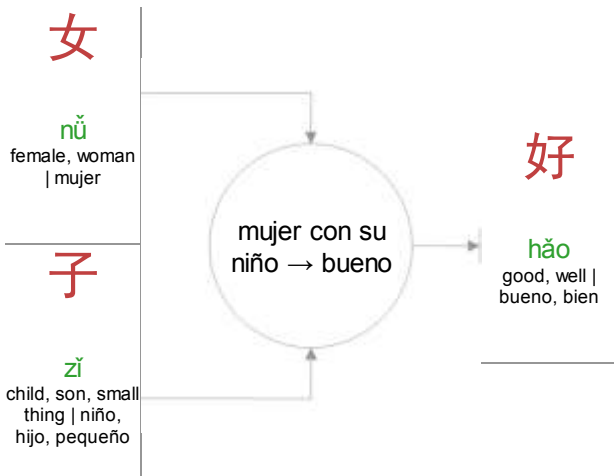 女
nǚ
female, woman
| mujer
子
zǐ
child, son, small
thing | niño,
hijo, pequeño
mujer con su
niño → bueno
好
hǎo
good, well |
bueno, bien